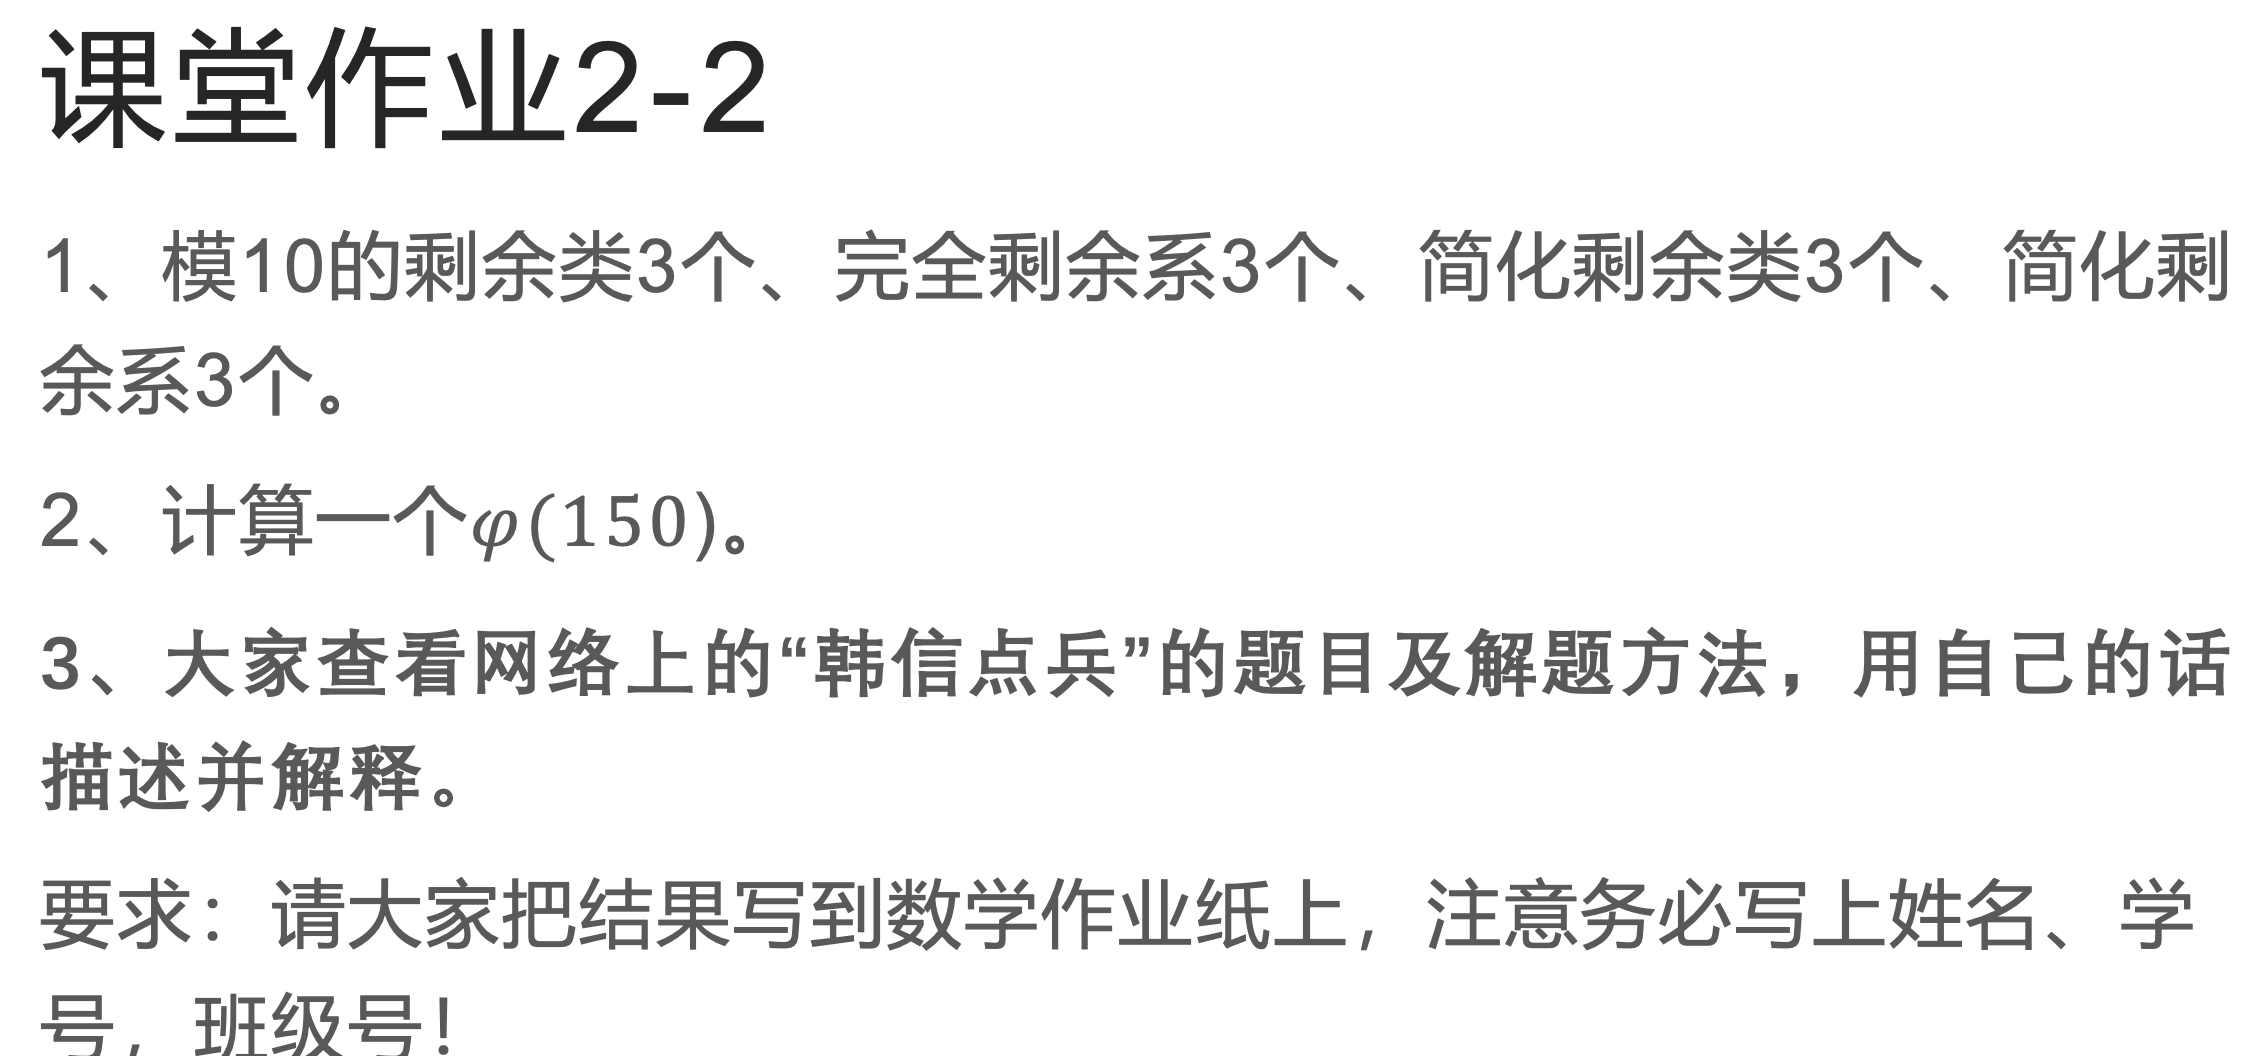 课堂作业2-2
1、模10的剩余类3个、完全剩余系3个、简化剩余类3个、简化剩
余系3个。
2、计算一个φ(150)。
3、大家查看网络上的“韩信点兵”的题目及解题方法，用自己的话
描述并解释。
要求：请大家把结果写到数学作业纸上，注意务必写上姓名、学
号，班级号！